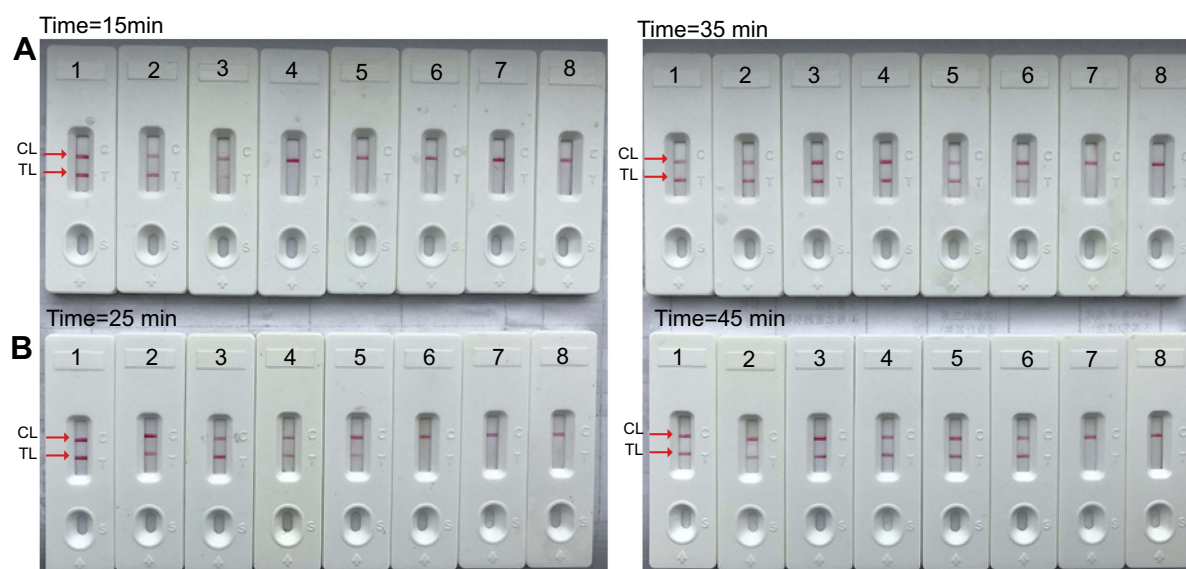 Time=15min
A
1 2 3 4 5 6 7 8
CL
TL
C C C C C C C C
T T T T T T T T
S S S S S S S S
Time=35 min
1 2 3 4 5 6 7 8
CL
TL
C C C C C C C C
T T T T T T T T
S S S S S S S S
Time=25 min
B
1 2 3 4 5 6 7 8
CL
TL
C C C C C C C C
T T T T T T T T
S S S S S S S S
Time=45 min
1 2 3 4 5 6 7 8
CL
TL
C C C C C C C C
T T T T T T T T
S S S S S S S S